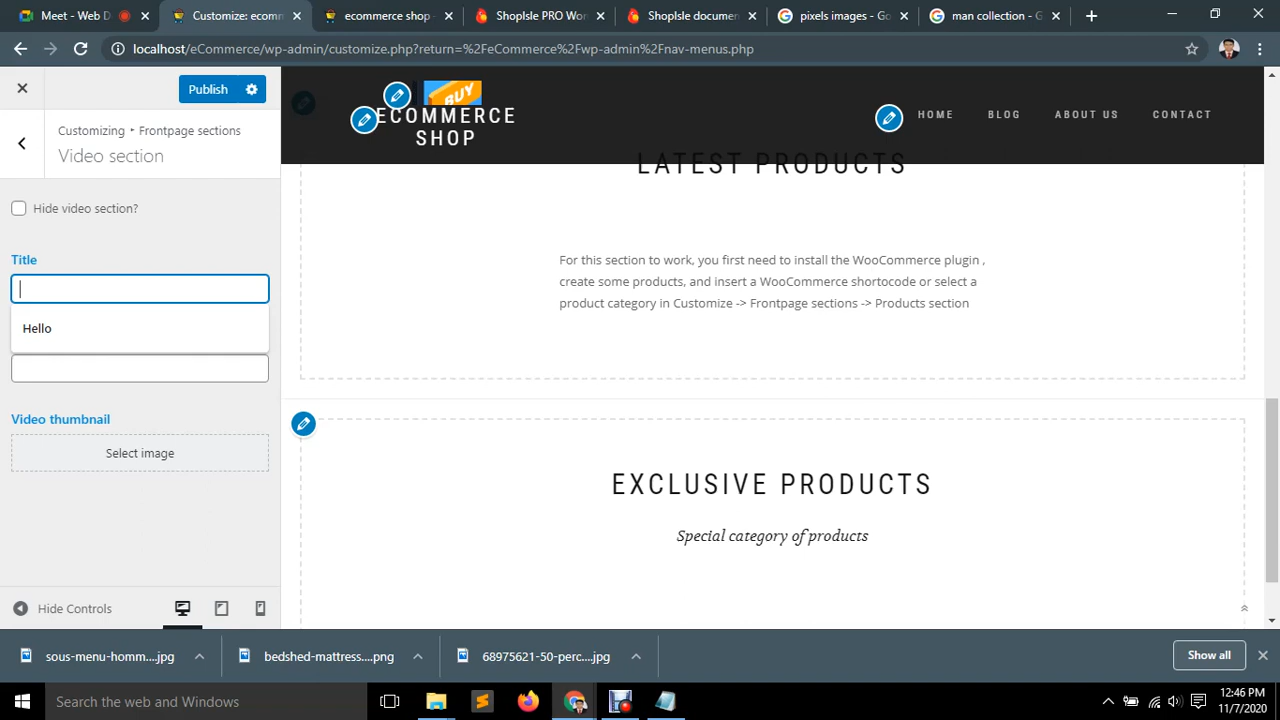 Meet - Web D
Customize: ecom
ecommerce shop -
ShopIsle PRO Wor
ShopIsle documen
pixels images - Go
man collection - G
localhost/eCommerce/wp-admin/customize.php?return=%2FeCommerce%2Fwp-admin%2Fnav-menus.php
Publish
Customizing ▸ Frontpage sections
Video section
Hide video section?
Title
Hello
Video thumbnail
Select image
Hide Controls
BUY
ECOMMERCE
SHOP
HOME BLOG ABOUT US CONTACT
LATEST PRODUCTS
For this section to work, you first need to install the WooCommerce plugin ,
create some products, and insert a WooCommerce shortocode or select a
product category in Customize -> Frontpage sections -> Products section
EXCLUSIVE PRODUCTS
Special category of products
sous-menu-homm....jpg
bedshed-mattress....png
68975621-50-perc....jpg
Show all
Search the web and Windows
12:46 PM
11/7/2020